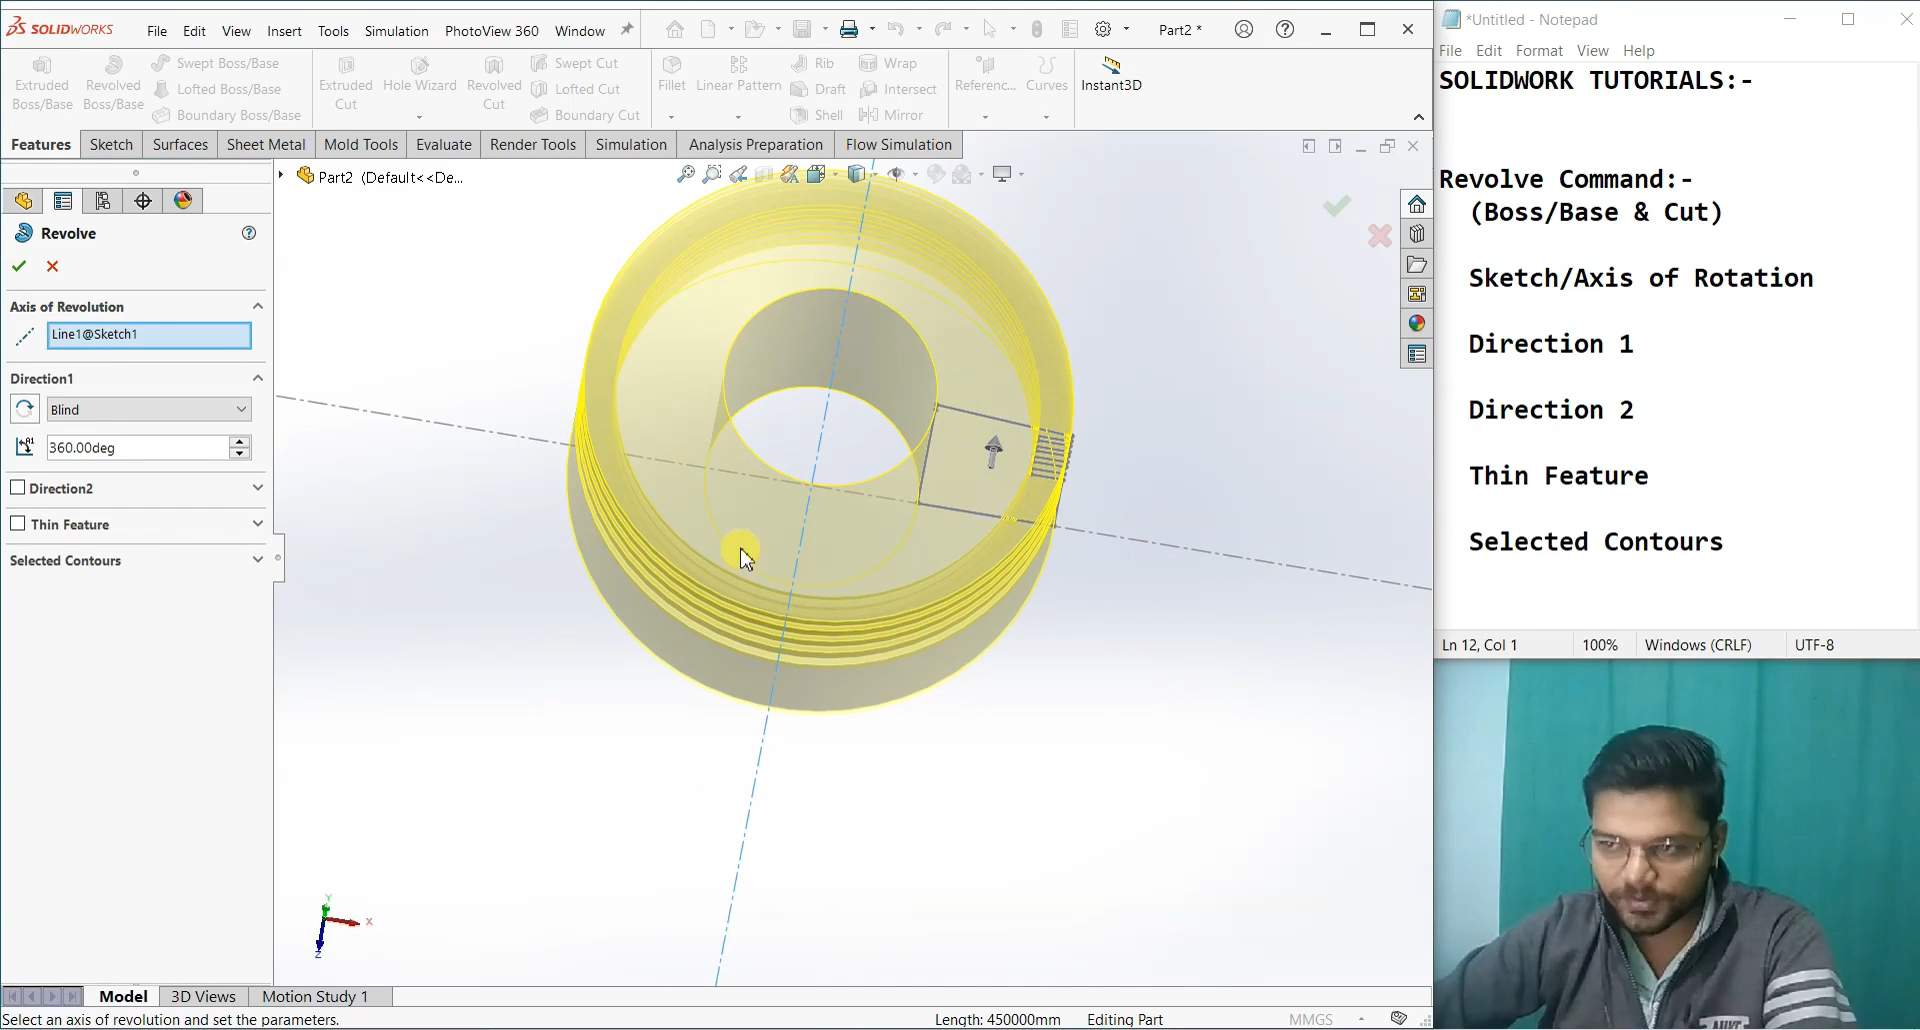 SOLIDWORKS File Edit View Insert Tools Simulation PhotoView 360 Window Part2 *
Extruded Boss/Base
Revolved Boss/Base
Swept Boss/Base
Lofted Boss/Base
Boundary Boss/Base
Extruded Cut
Hole Wizard
Revolved Cut
Swept Cut
Lofted Cut
Boundary Cut
Fillet
Linear Pattern
Rib
Draft
Shell
Wrap
Intersect
Mirror
Referenc...
Curves
Instant3D
Features Sketch Surfaces Sheet Metal Mold Tools Evaluate Render Tools Simulation Analysis Preparation Flow Simulation
Part2 (Default<<De...
Revolve
Axis of Revolution
Line1@Sketch1
Direction1
Blind
360.00deg
Direction2
Thin Feature
Selected Contours
Y
X
Z
Model 3D Views Motion Study 1
Select an axis of revolution and set the parameters. Length: 450000mm Editing Part MMGS
*Untitled - Notepad
File Edit Format View Help
SOLIDWORK TUTORIALS:-
Revolve Command:-
(Boss/Base & Cut)
Sketch/Axis of Rotation
Direction 1
Direction 2
Thin Feature
Selected Contours
Ln 12, Col 1 100% Windows (CRLF) UTF-8